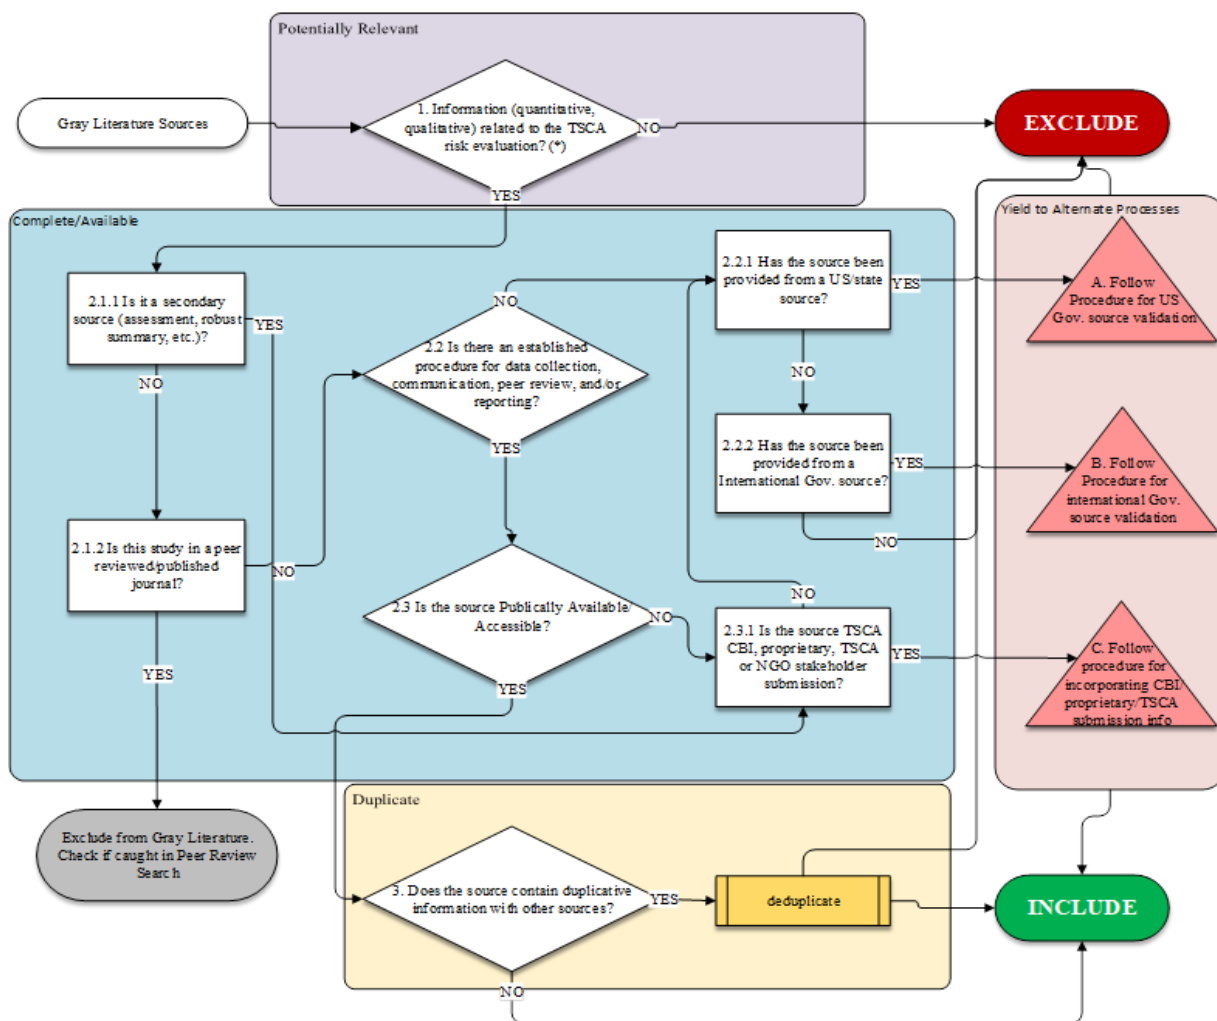 Potentially Relevant
Gray Literature Sources
1. Information (quantitative,
qualitative) related to the TSCA
risk evaluation? (*)
NO
EXCLUDE
YES
Complete/Available
Yield to Alternate Processes
2.1.1 Is it a secondary
source (assessment, robust
summary, etc.)?
YES
NO
2.2 Is there an established
procedure for data collection,
communication, peer review, and/or
reporting?
NO
YES
2.2.1 Has the source been
provided from a US/state
source?
YES
NO
A. Follow
Procedure for US
Gov. source validation
2.2.2 Has the source been
provided from a
International Gov. source?
YES
NO
B. Follow
Procedure for
international Gov.
source validation
2.1.2 Is this study in a peer
reviewed/published
journal?
NO
YES
2.3 Is the source Publically Available/
Accessible?
NO
YES
NO
2.3.1 Is the source TSCA
CBI, proprietary, TSCA
or NGO stakeholder
submission?
YES
C. Follow
procedure for
incorporating CBI/
proprietary/TSCA
submission info
Exclude from Gray Literature.
Check if caught in Peer Review
Search
Duplicate
3. Does the source contain duplicative
information with other sources?
YES
deduplicate
INCLUDE
NO